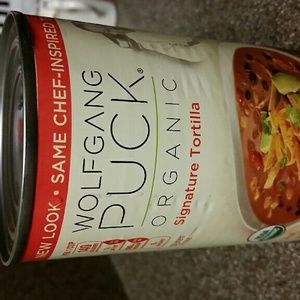 NEW LOOK • SAME CHEF-INSPIRED
WOLFGANG
PUCK®
ORGANIC
Signature Tortilla